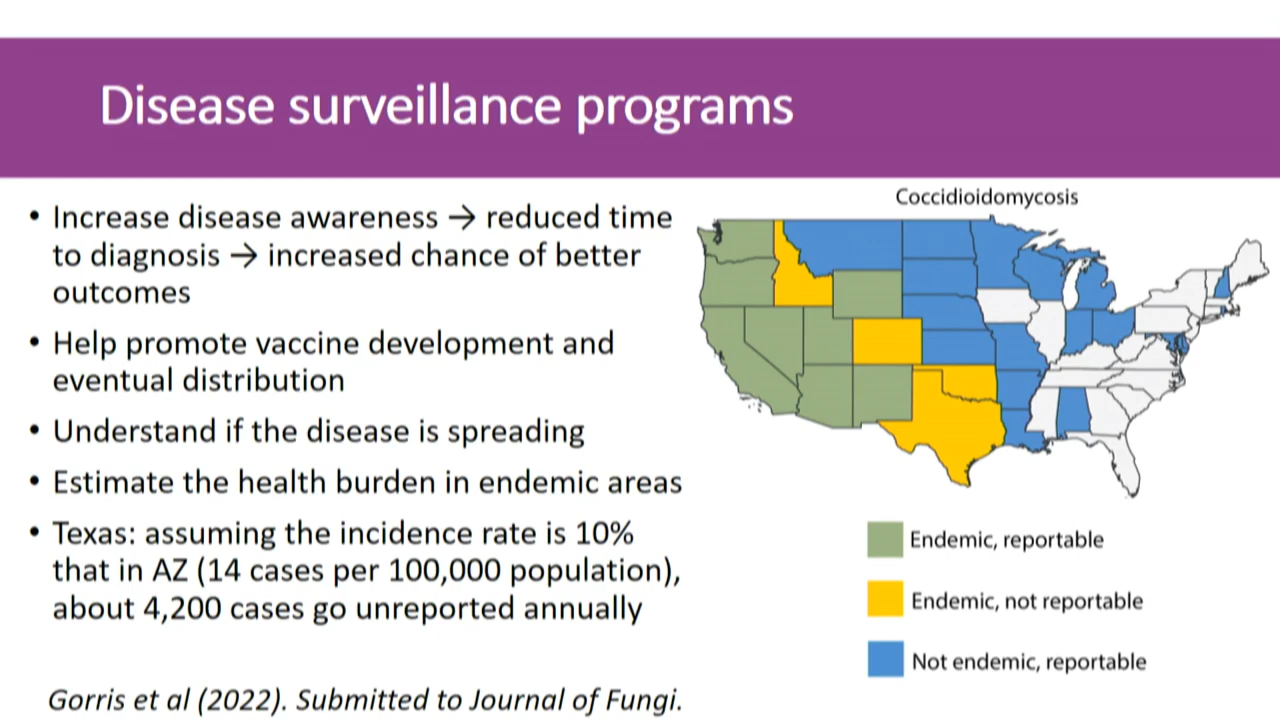 Disease surveillance programs
• Increase disease awareness → reduced time
to diagnosis → increased chance of better
outcomes
• Help promote vaccine development and
eventual distribution
• Understand if the disease is spreading
• Estimate the health burden in endemic areas
• Texas: assuming the incidence rate is 10%
that in AZ (14 cases per 100,000 population),
about 4,200 cases go unreported annually
Gorris et al (2022). Submitted to Journal of Fungi.
Coccidioidomycosis
Endemic, reportable
Endemic, not reportable
Not endemic, reportable